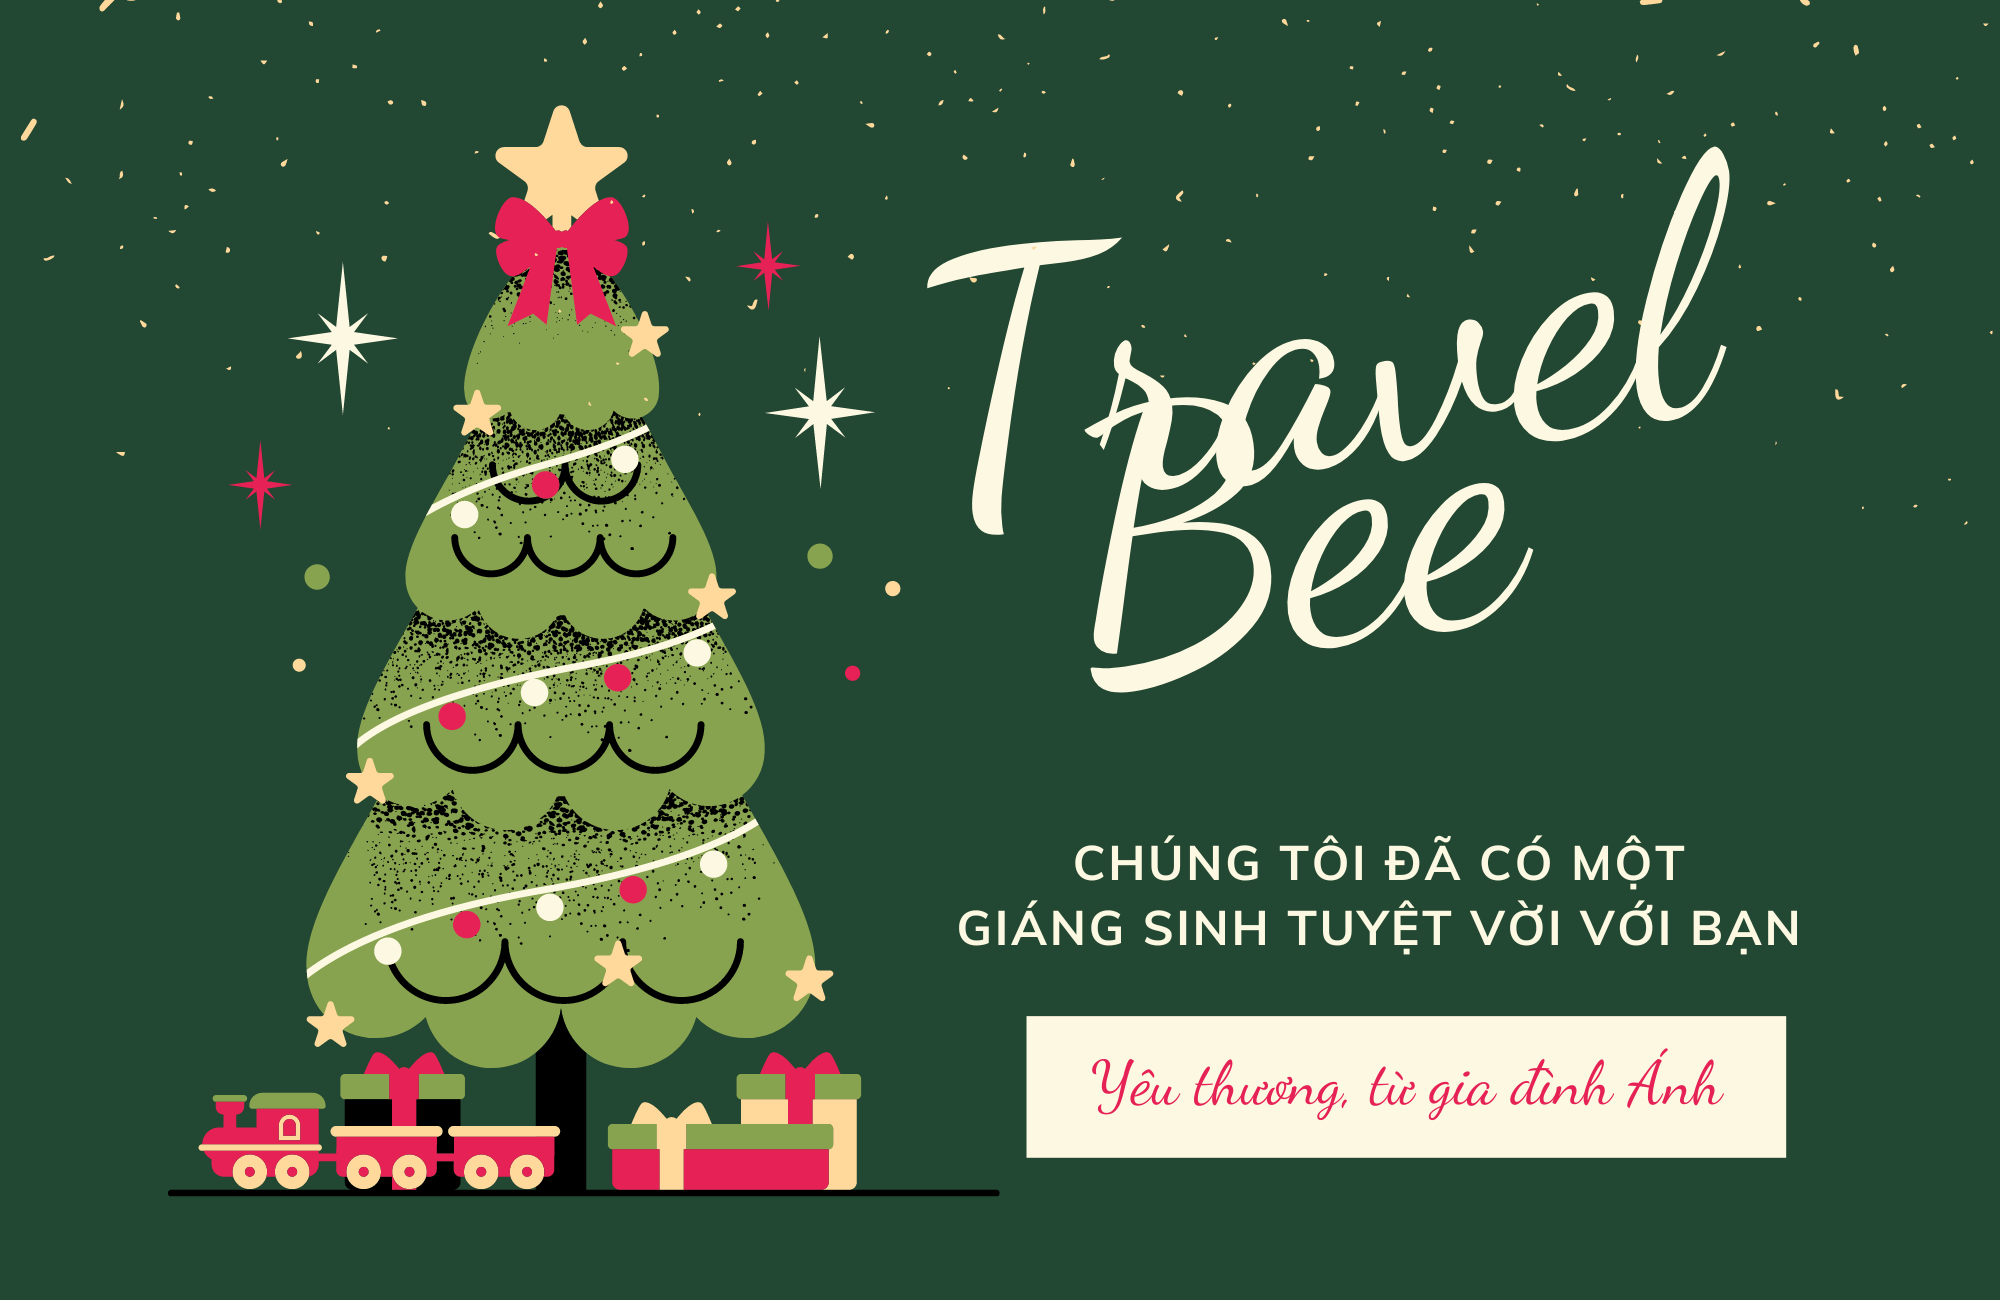 Travel
Bee
CHÚNG TÔI ĐÃ CÓ MỘT
GIÁNG SINH TUYỆT VỜI VỚI BẠN
Yêu thương, từ gia đình Ánh